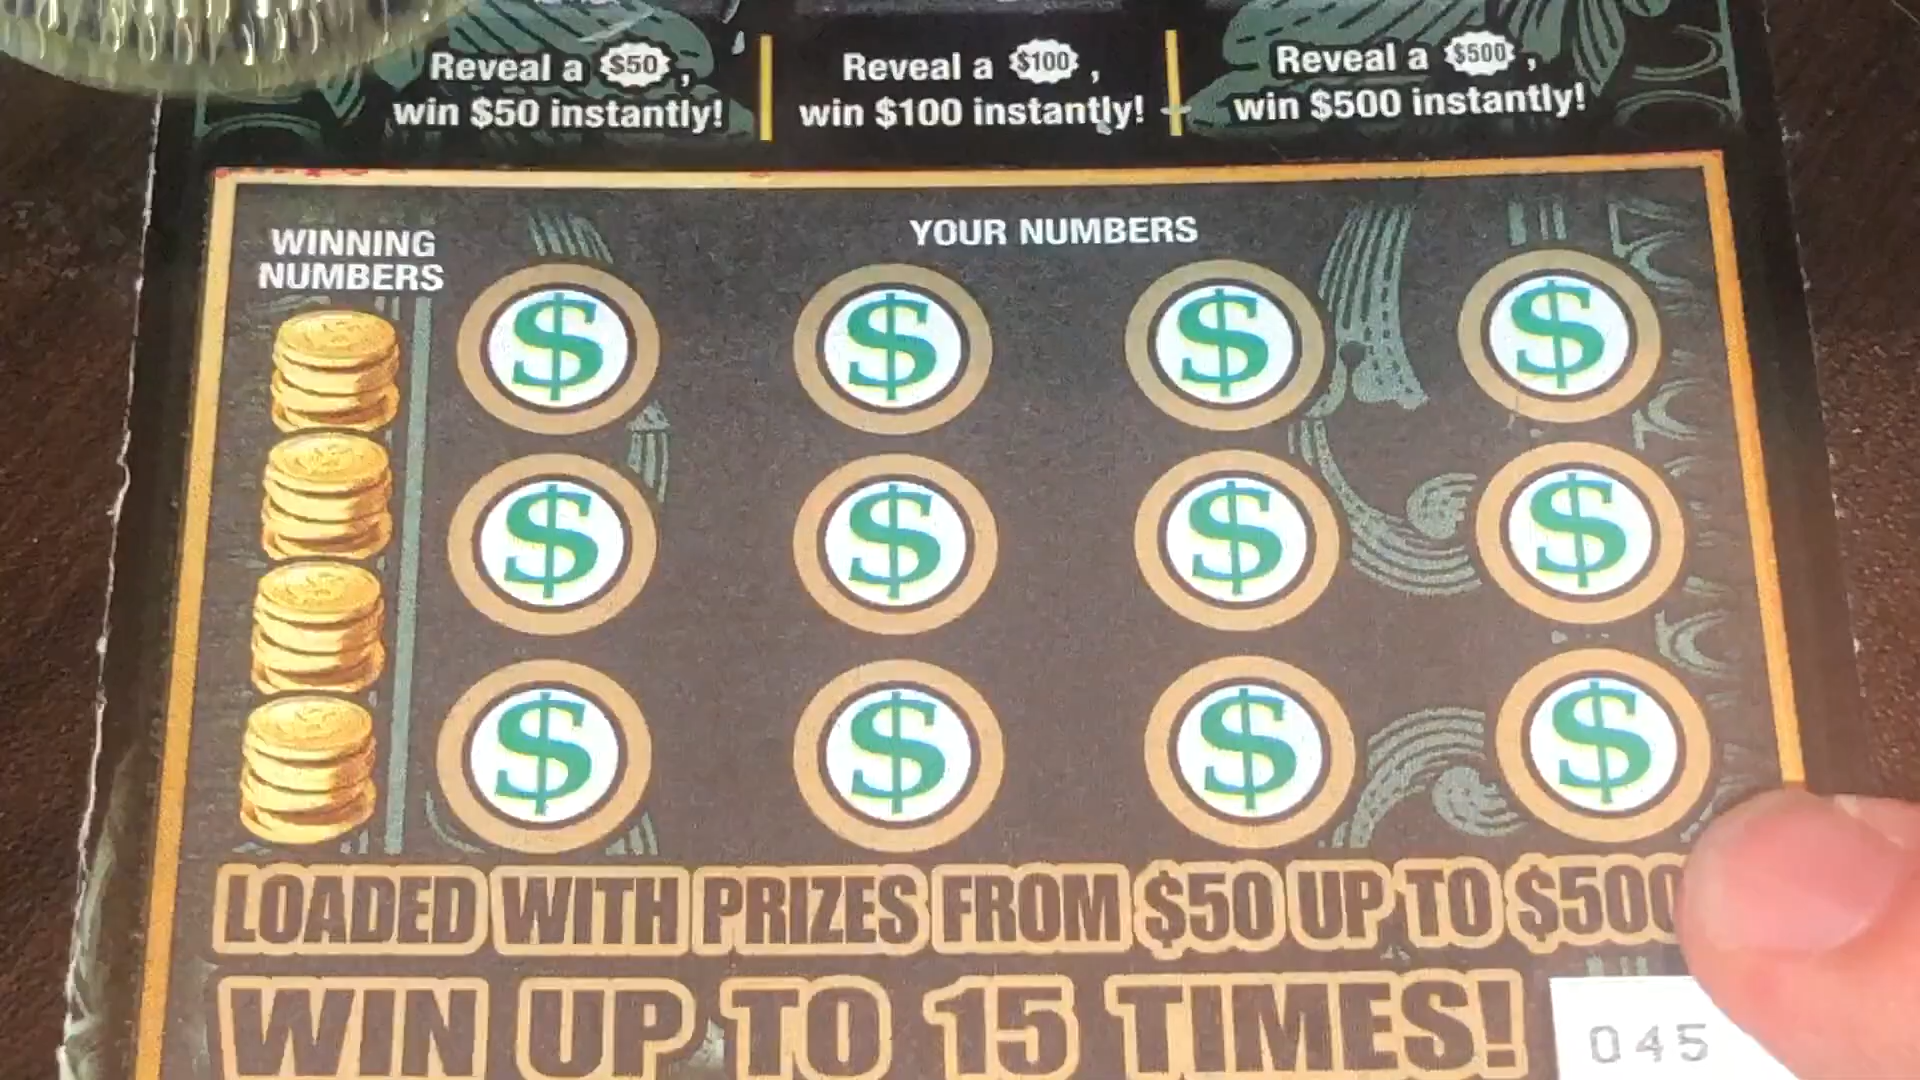 Reveal a $50, win $50 instantly!
Reveal a $100, win $100 instantly!
Reveal a $500, win $500 instantly!
WINNING NUMBERS
YOUR NUMBERS
$ $ $ $
$ $ $ $
$ $ $ $
LOADED WITH PRIZES FROM $50 UP TO $500
WIN UP TO 15 TIMES!
045